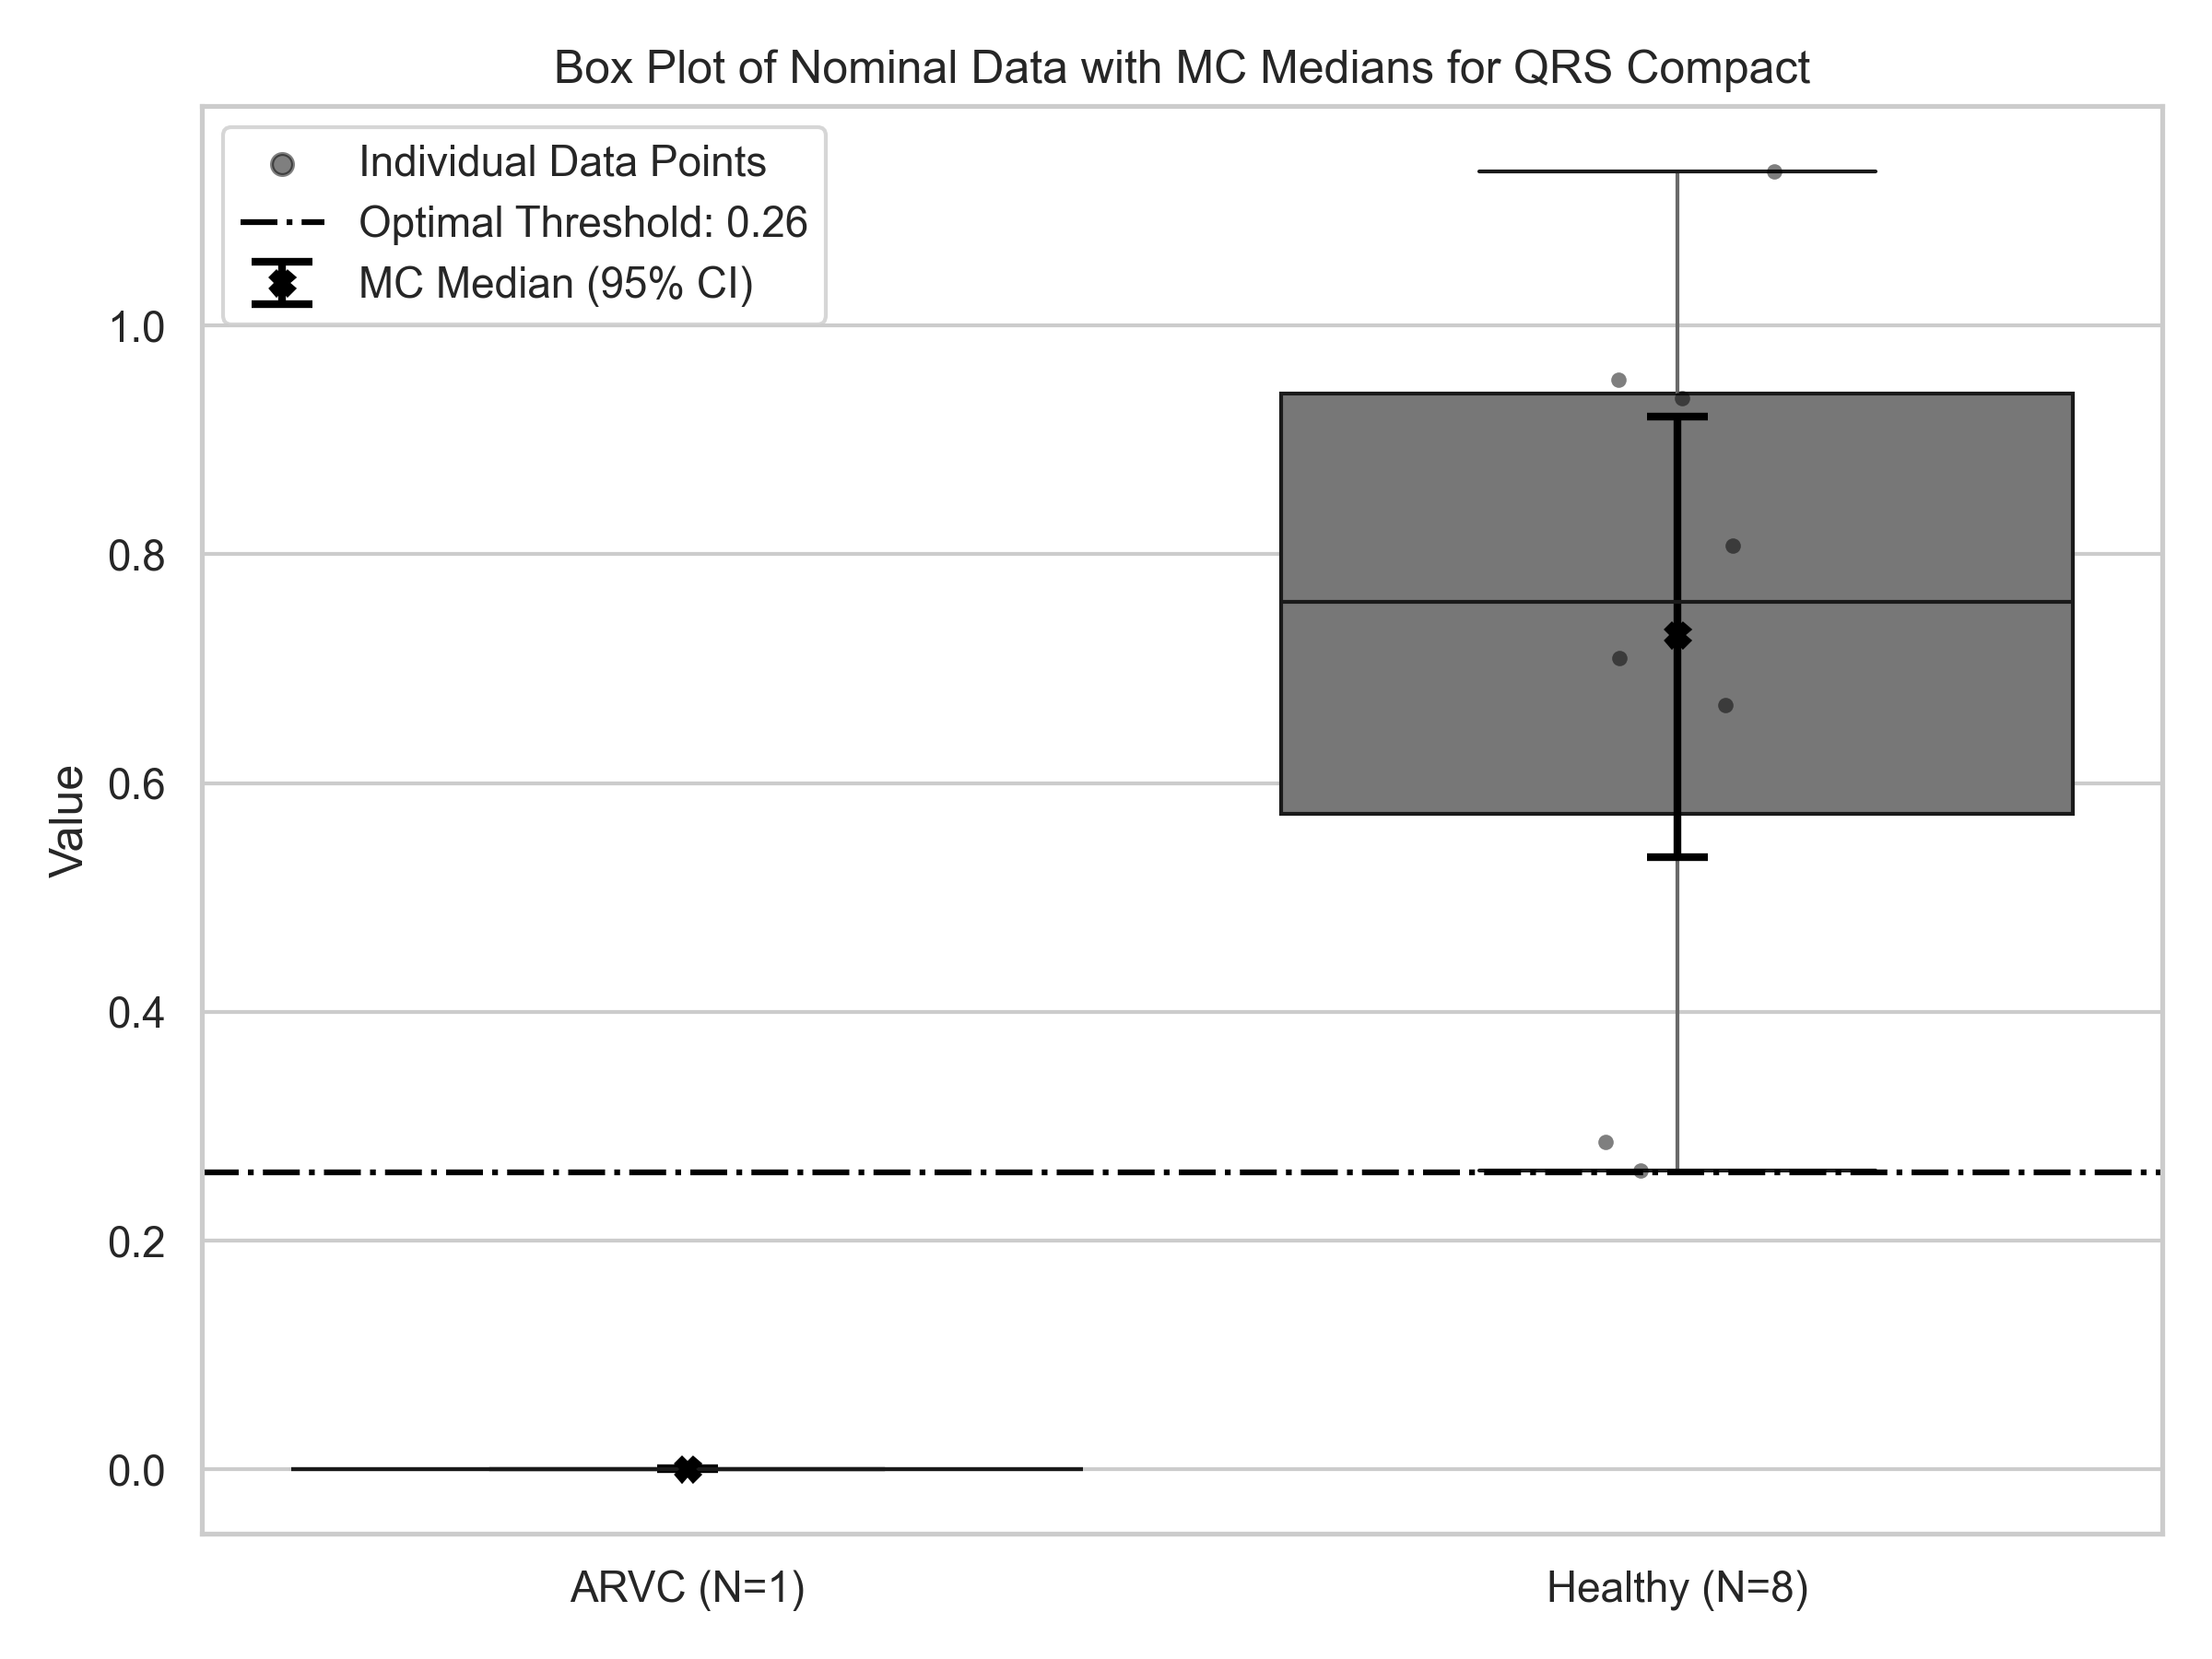 Box Plot of Nominal Data with MC Medians for QRS Compact
Individual Data Points
Optimal Threshold: 0.26
MC Median (95% CI)
1.0
0.8
0.6
0.4
0.2
0.0
Value
ARVC (N=1)
Healthy (N=8)